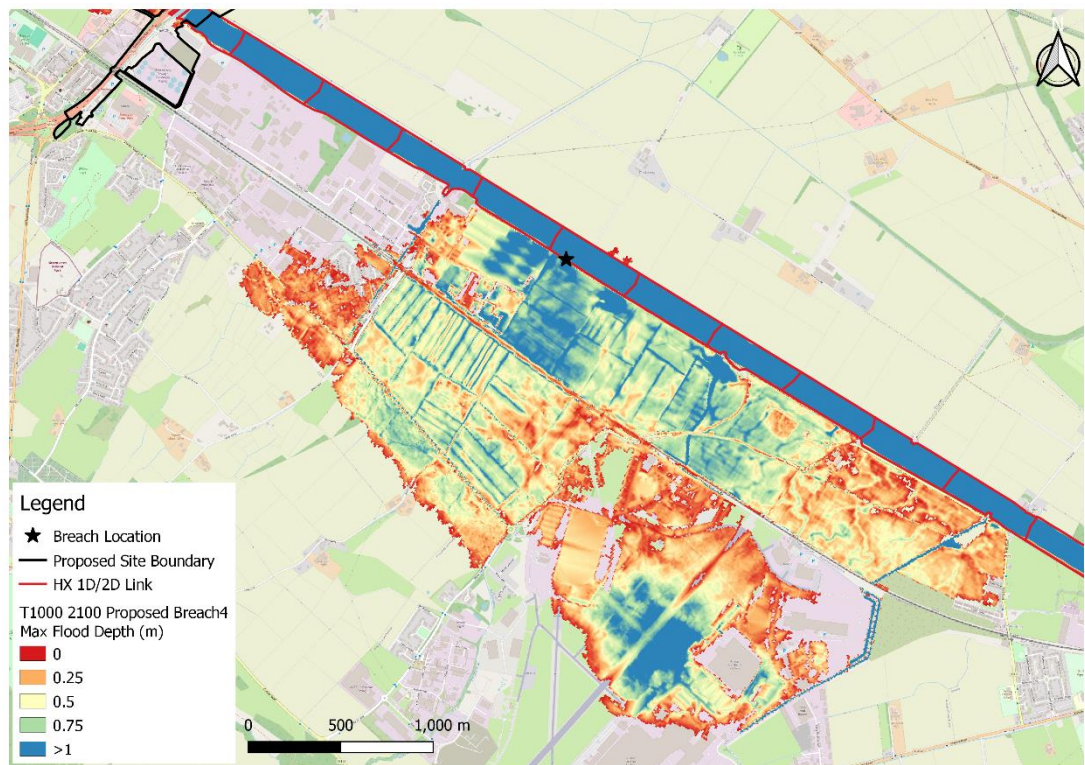 N
Legend
Breach Location
Proposed Site Boundary
HX 1D/2D Link
T1000 2100 Proposed Breach4
Max Flood Depth (m)
0
0.25
0.5
0.75
>1
0 500 1,000 m